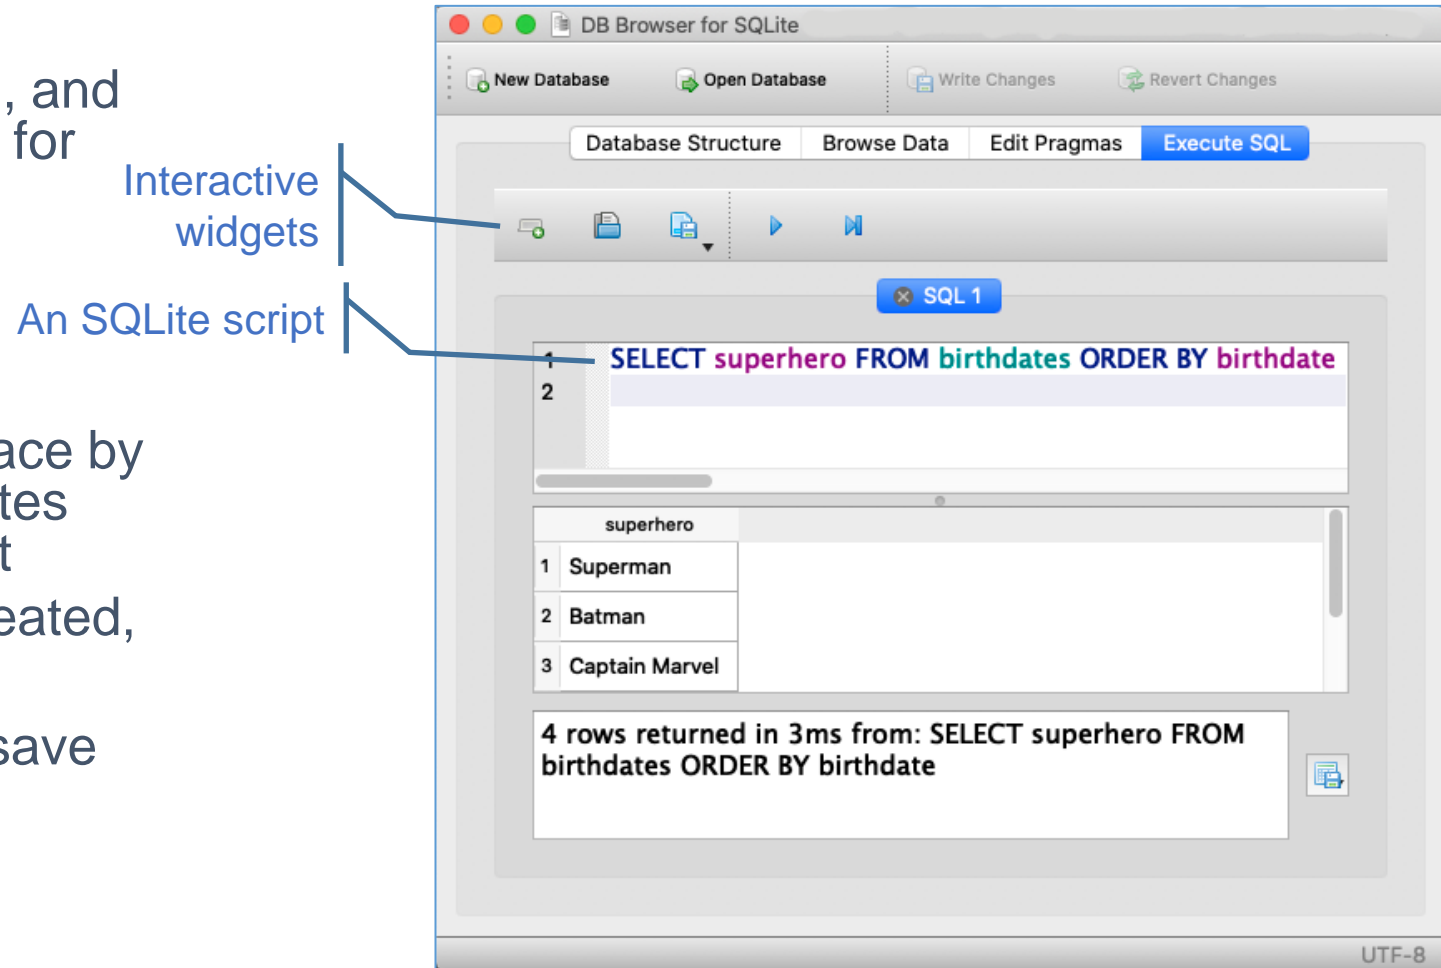 , and
for
Interactive
widgets
An SQLite script
by
save
DB Browser for SQLite
New Database Open Database Write Changes Revert Changes
Database Structure Browse Data Edit Pragmas Execute SQL
SQL 1
1 SELECT superhero FROM birthdates ORDER BY birthdate
2
superhero
1 Superman
2 Batman
3 Captain Marvel
4 rows returned in 3ms from: SELECT superhero FROM
birthdates ORDER BY birthdate
UTF-8